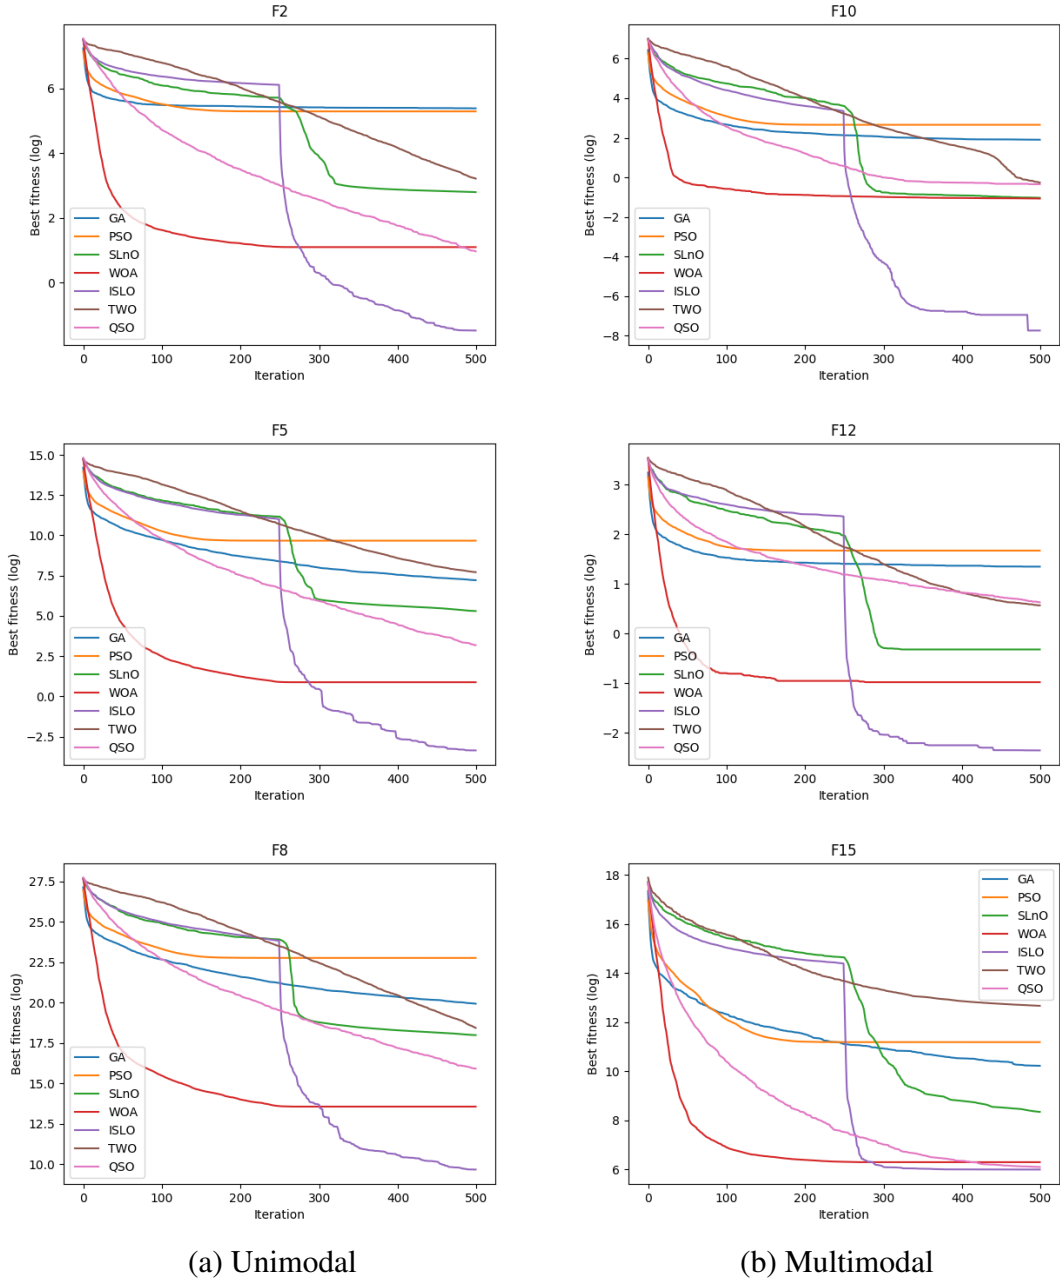 F2
Best fitness (log)
6
4
2
0
GA
PSO
SLnO
WOA
ISLO
TWO
QSO
0 100 200 300 400 500
Iteration
F10
Best fitness (log)
6
4
2
0
−2
−4
−6
−8
GA
PSO
SLnO
WOA
ISLO
TWO
QSO
0 100 200 300 400 500
Iteration
F5
Best fitness (log)
15.0
12.5
10.0
7.5
5.0
2.5
0.0
−2.5
GA
PSO
SLnO
WOA
ISLO
TWO
QSO
0 100 200 300 400 500
Iteration
F12
Best fitness (log)
3
2
1
0
−1
−2
GA
PSO
SLnO
WOA
ISLO
TWO
QSO
0 100 200 300 400 500
Iteration
F8
Best fitness (log)
27.5
25.0
22.5
20.0
17.5
15.0
12.5
10.0
GA
PSO
SLnO
WOA
ISLO
TWO
QSO
0 100 200 300 400 500
Iteration
F15
Best fitness (log)
18
16
14
12
10
8
6
GA
PSO
SLnO
WOA
ISLO
TWO
QSO
0 100 200 300 400 500
Iteration
(a) Unimodal
(b) Multimodal